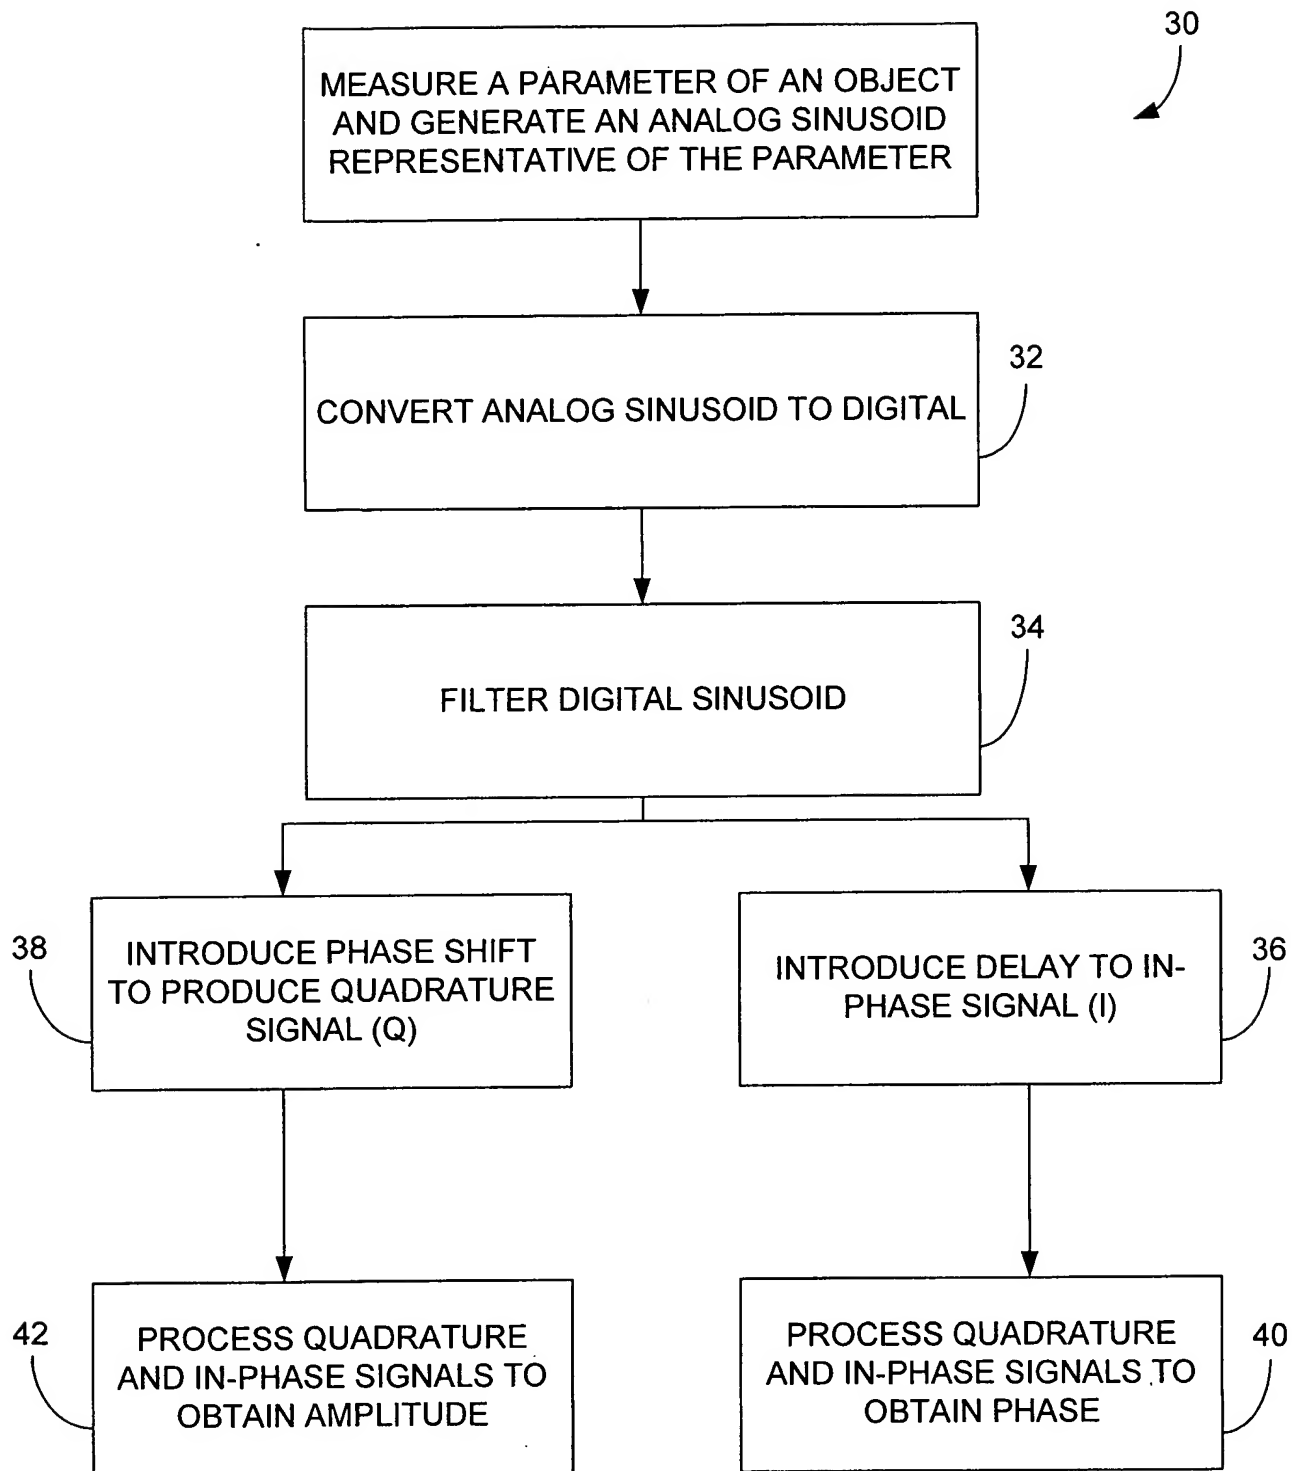 30
MEASURE A PARAMETER OF AN OBJECT
AND GENERATE AN ANALOG SINUSOID
REPRESENTATIVE OF THE PARAMETER
32
CONVERT ANALOG SINUSOID TO DIGITAL
34
FILTER DIGITAL SINUSOID
38
INTRODUCE PHASE SHIFT
TO PRODUCE QUADRATURE
SIGNAL (Q)
36
INTRODUCE DELAY TO IN-
PHASE SIGNAL (I)
42
PROCESS QUADRATURE
AND IN-PHASE SIGNALS TO
OBTAIN AMPLITUDE
40
PROCESS QUADRATURE
AND IN-PHASE SIGNALS TO
OBTAIN PHASE